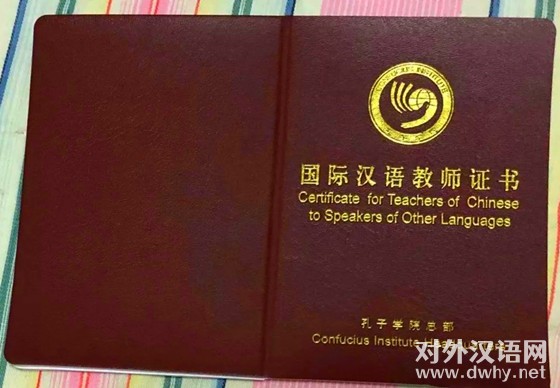 国际汉语教师证书
Certificate for Teachers of Chinese
to Speakers of Other Languages
孔子学院总部
Confucius Institute Headquarters
对外汉语网
www.dwhy.net